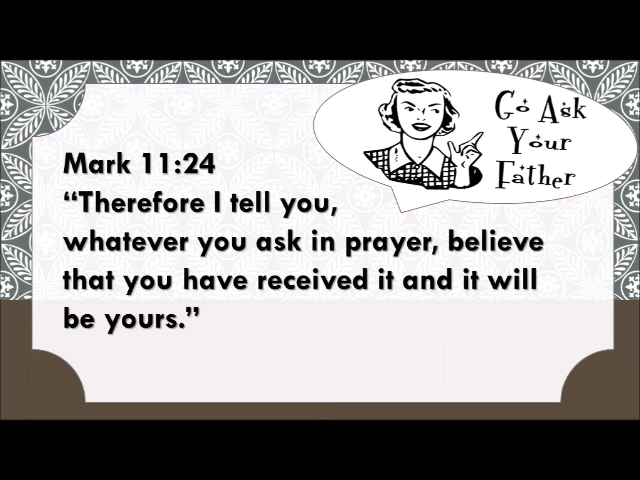 Go Ask
Your
Father
Mark 11:24
“Therefore I tell you,
whatever you ask in prayer, believe
that you have received it and it will
be yours.”